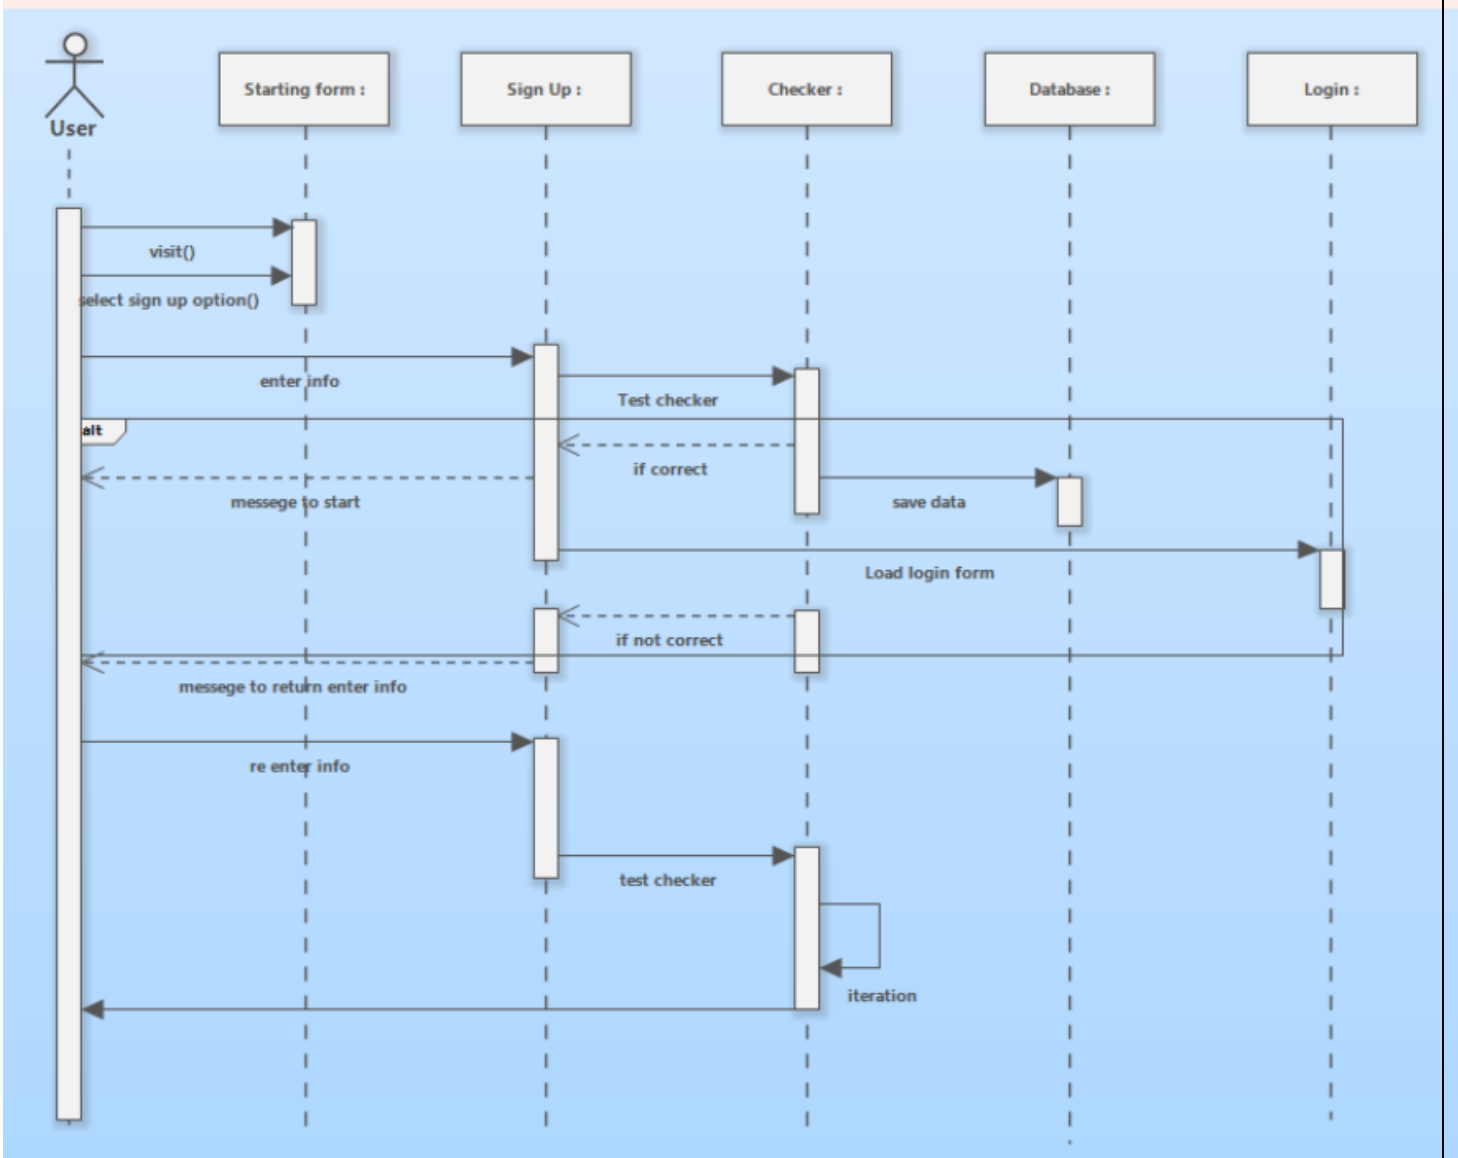 User
Starting form :
Sign Up :
Checker :
Database :
Login :
visit()
select sign up option()
enter info
Test checker
alt
if correct
messege to start
save data
Load login form
if not correct
messege to return enter info
re enter info
test checker
iteration